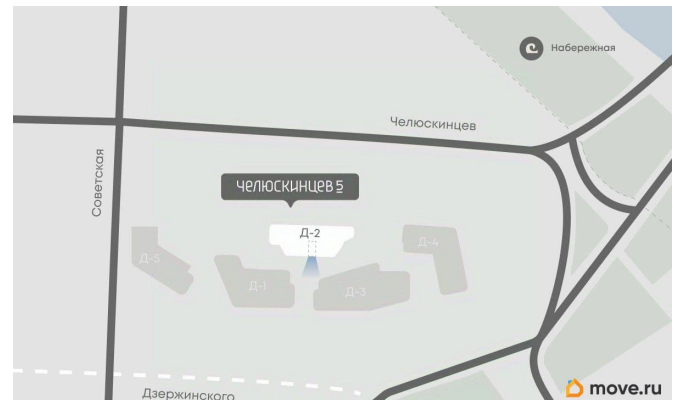 Набережная
Челюскинцев
Советская
ЧЕЛЮСКИНЦЕВ 5
Д-2
Д-4
Д-5
Д-1
Д-3
Дзержинского
move.ru